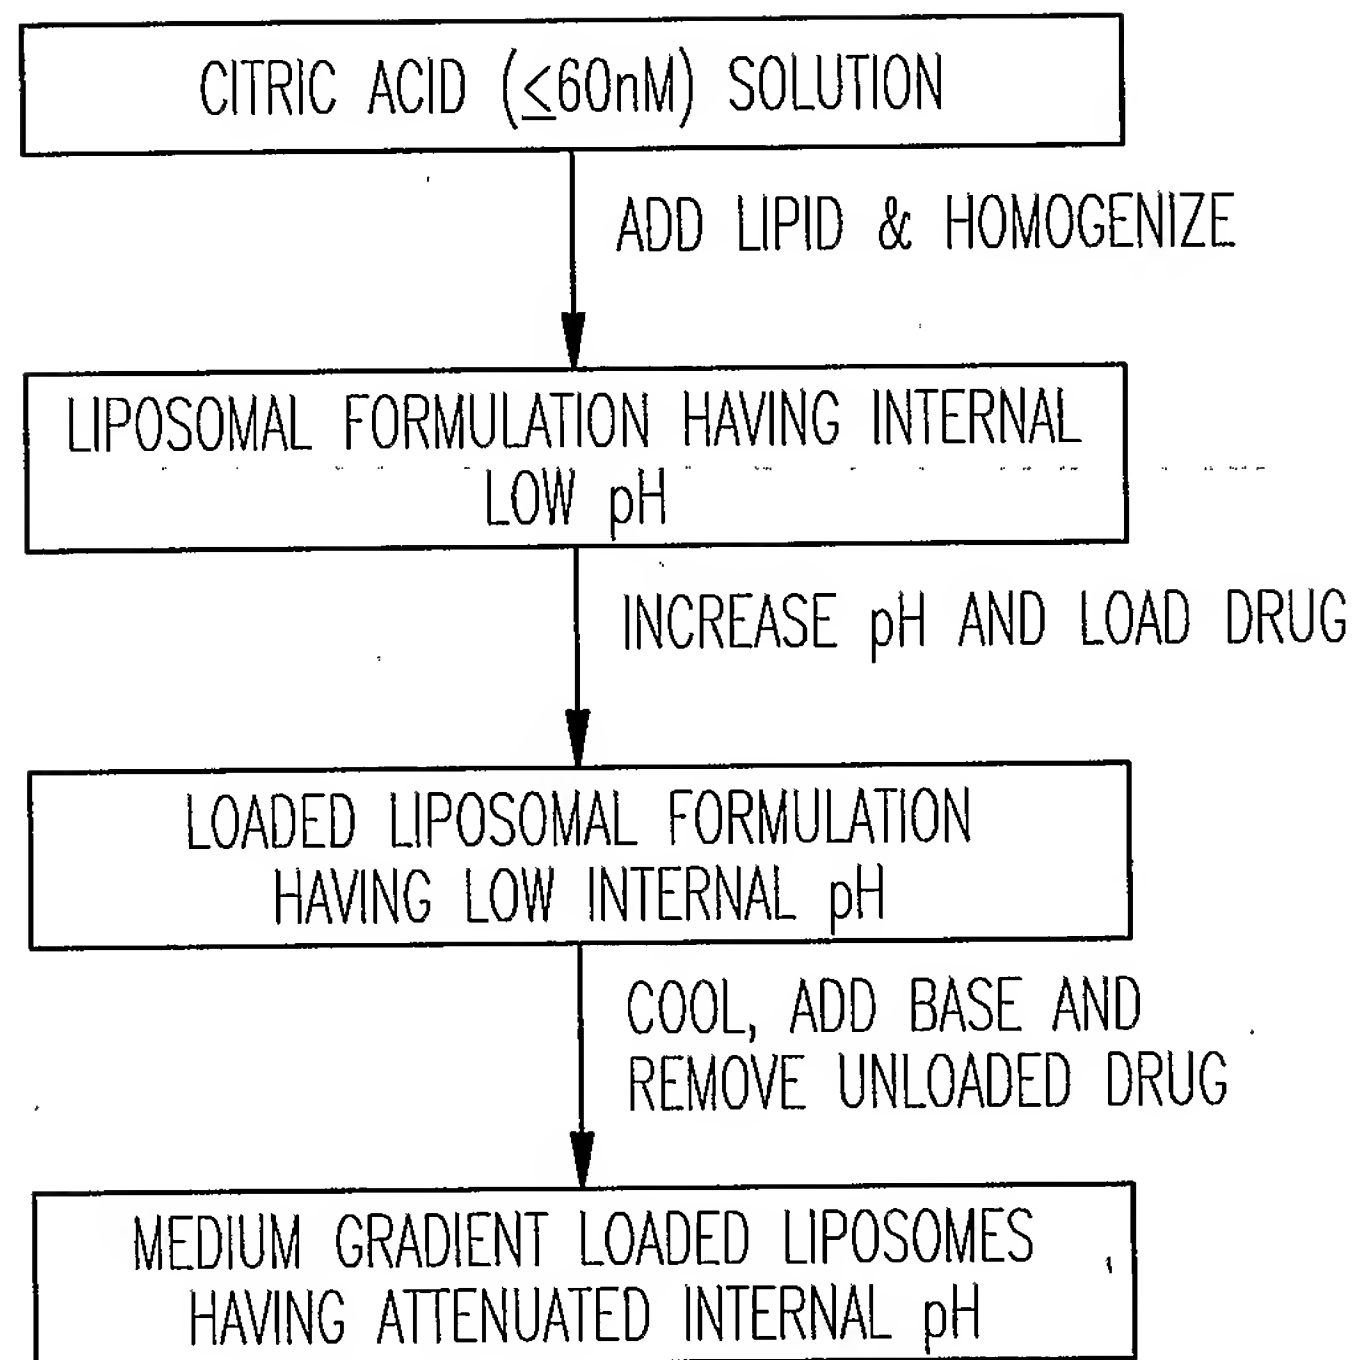 CITRIC ACID (≤60nM) SOLUTION
ADD LIPID & HOMOGENIZE
LIPOSOMAL FORMULATION HAVING INTERNAL
LOW pH
INCREASE pH AND LOAD DRUG
LOADED LIPOSOMAL FORMULATION
HAVING LOW INTERNAL pH
COOL, ADD BASE AND
REMOVE UNLOADED DRUG
MEDIUM GRADIENT LOADED LIPOSOMES
HAVING ATTENUATED INTERNAL pH